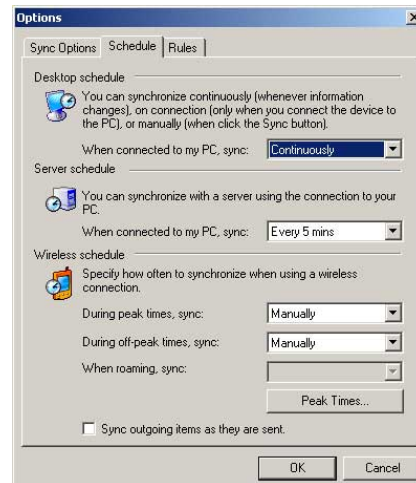 Options
Sync Options Schedule Rules
Desktop schedule
You can synchronize continuously (whenever information
changes), on connection (only when you connect the device to
the PC), or manually (when click the Sync button).
When connected to my PC, sync: Continuously
Server schedule
You can synchronize with a server using the connection to your
PC.
When connected to my PC, sync: Every 5 mins
Wireless schedule
Specify how often to synchronize when using a wireless
connection.
During peak times, sync: Manually
During off-peak times, sync: Manually
When roaming, sync:
Peak Times...
Sync outgoing items as they are sent.
OK Cancel